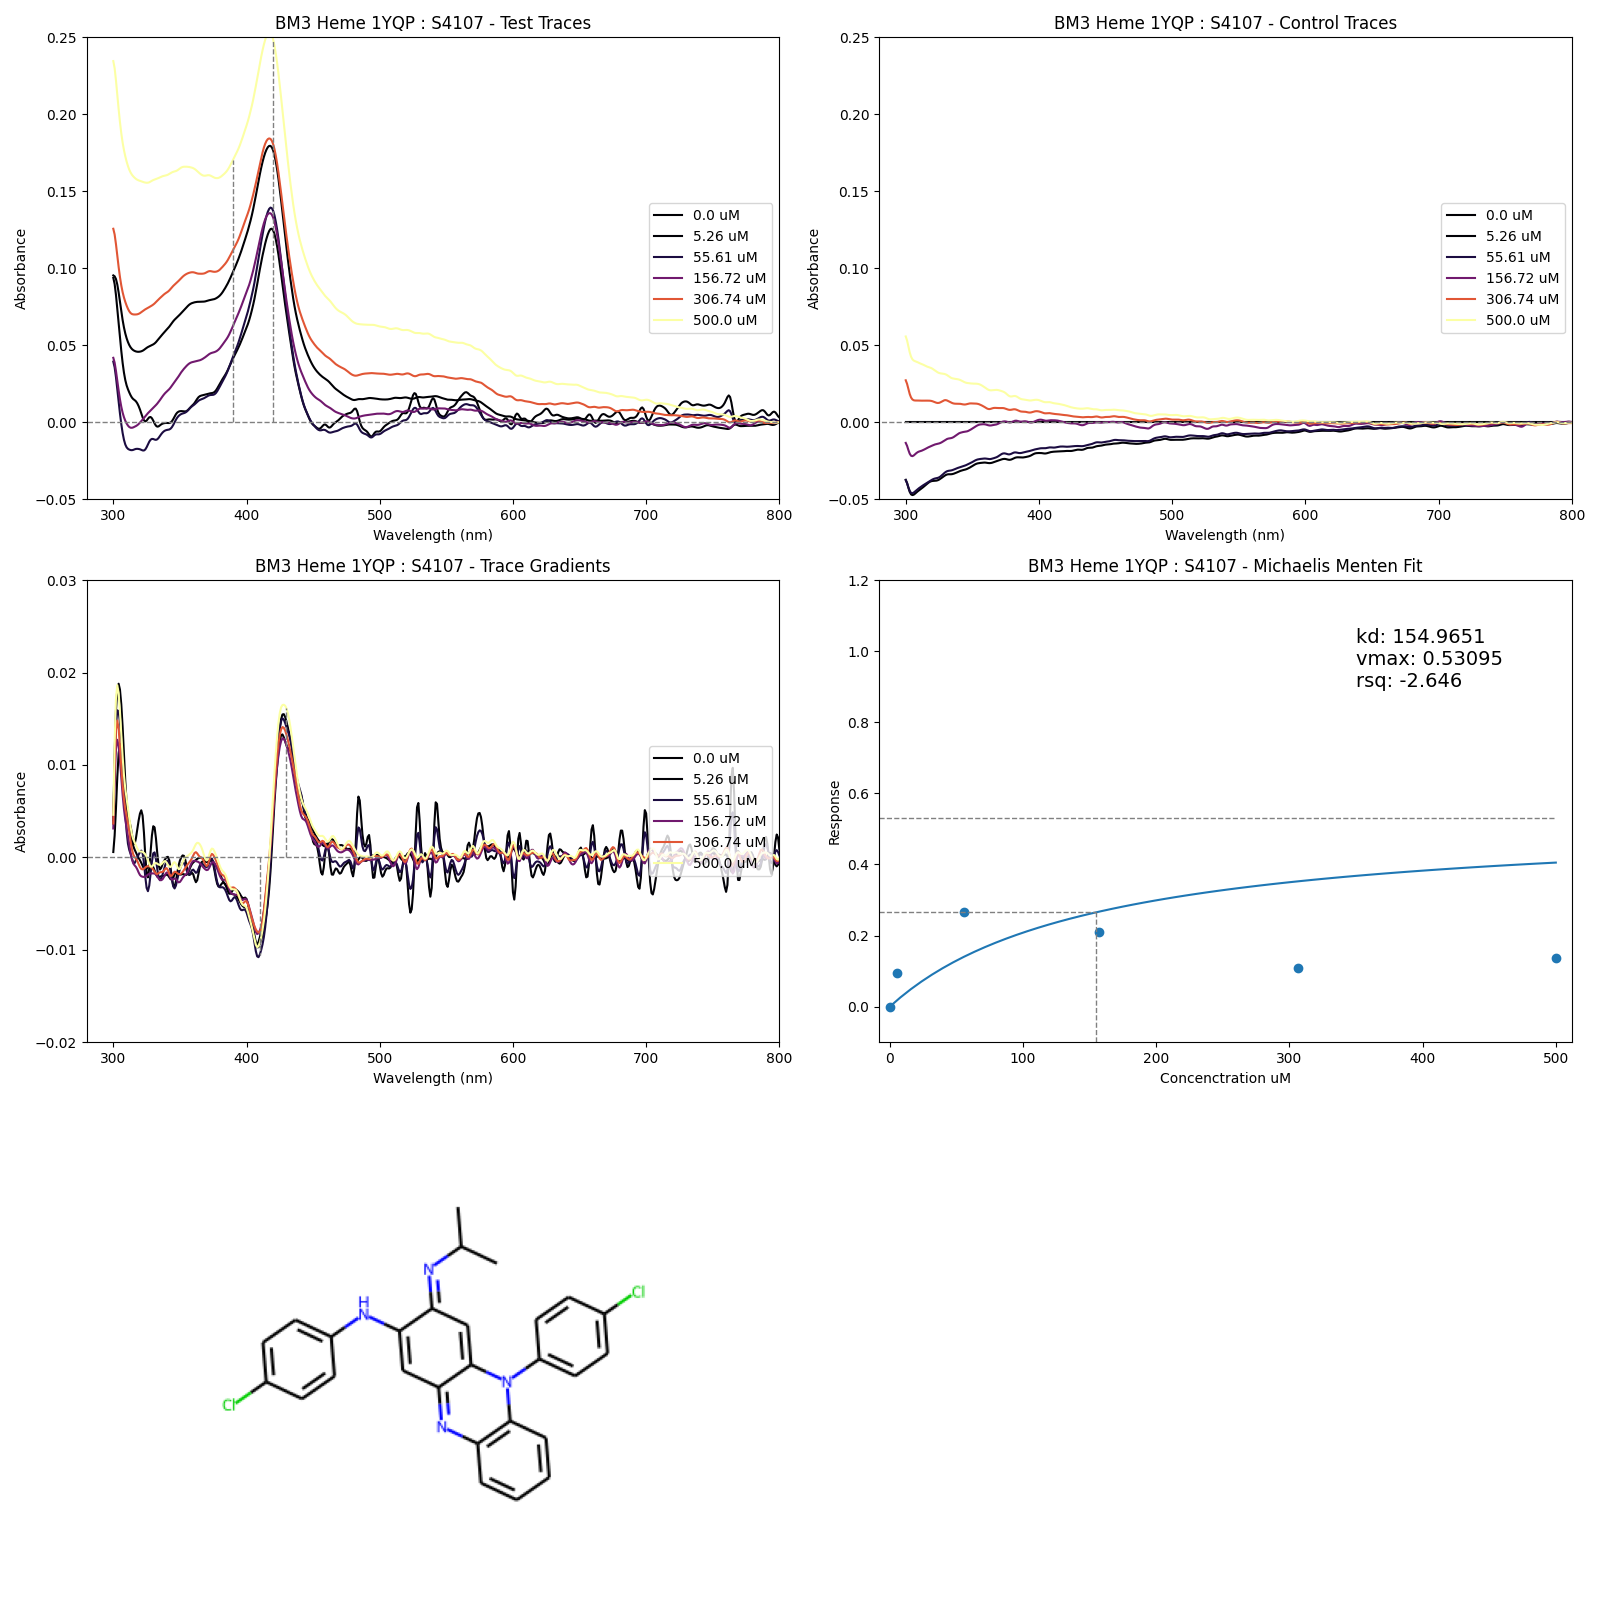 BM3 Heme 1YQP : S4107 - Test Traces
0.25
0.20
0.15
0.10
0.05
0.00
−0.05
Absorbance
300
400
500
600
700
800
Wavelength (nm)
0.0 uM
5.26 uM
55.61 uM
156.72 uM
306.74 uM
500.0 uM
BM3 Heme 1YQP : S4107 - Control Traces
0.25
0.20
0.15
0.10
0.05
0.00
−0.05
Absorbance
300
400
500
600
700
800
Wavelength (nm)
0.0 uM
5.26 uM
55.61 uM
156.72 uM
306.74 uM
500.0 uM
BM3 Heme 1YQP : S4107 - Trace Gradients
0.03
0.02
0.01
0.00
−0.01
−0.02
Absorbance
300
400
500
600
700
800
Wavelength (nm)
0.0 uM
5.26 uM
55.61 uM
156.72 uM
306.74 uM
500.0 uM
BM3 Heme 1YQP : S4107 - Michaelis Menten Fit
1.2
1.0
0.8
0.6
0.4
0.2
0.0
Response
0
100
200
300
400
500
Concenctration uM
kd: 154.9651
vmax: 0.53095
rsq: -2.646
N
H
N
Cl
Cl
N
N